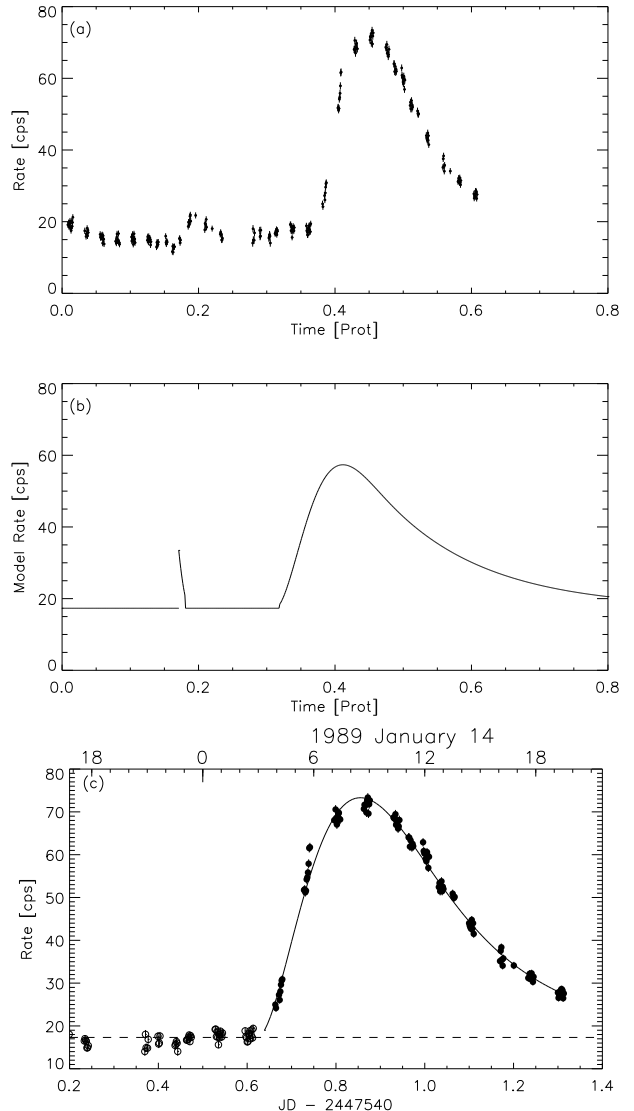 (a)
80
60
40
20
0
Rate [cps]
0.0 0.2 0.4 0.6 0.8
Time [Prot]
(b)
80
60
40
20
0
Model Rate [cps]
0.0 0.2 0.4 0.6 0.8
Time [Prot]
1989 January 14
18 0 6 12 18
(c)
80
70
60
50
40
30
20
10
Rate [cps]
0.2 0.4 0.6 0.8 1.0 1.2 1.4
JD - 2447540